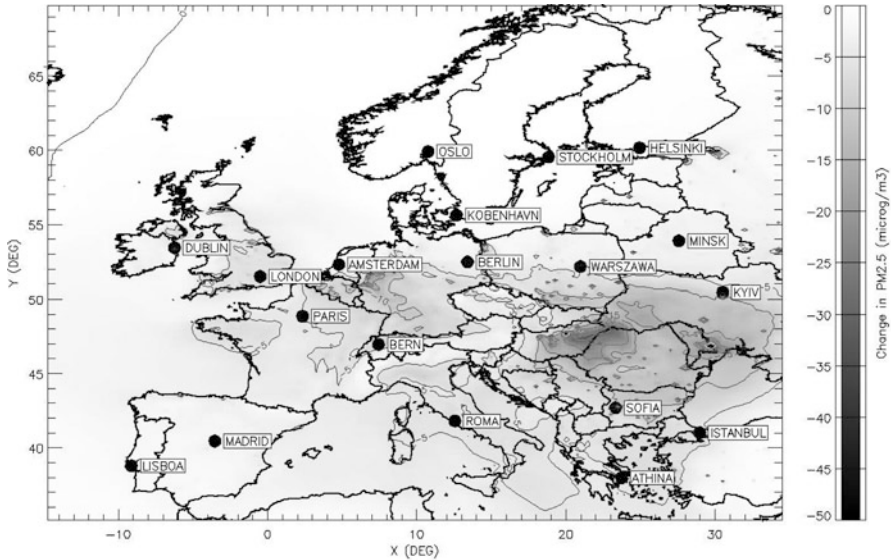 65
60
55
50
45
40
Y (DEG)
-10
0
10
20
30
X (DEG)
OSLO
STOCKHOLM
HELSINKI
KOBENHAVN
DUBLIN
MINSK
AMSTERDAM
BERLIN
WARSZAWA
LONDON
KYIV
PARIS
BERN
SOFIA
ROMA
ISTANBUL
MADRID
LISBOA
ATHINA
0
-5
-10
-15
-20
-25
-30
-35
-40
-45
-50
Change in PM2.5 (microg/m3)